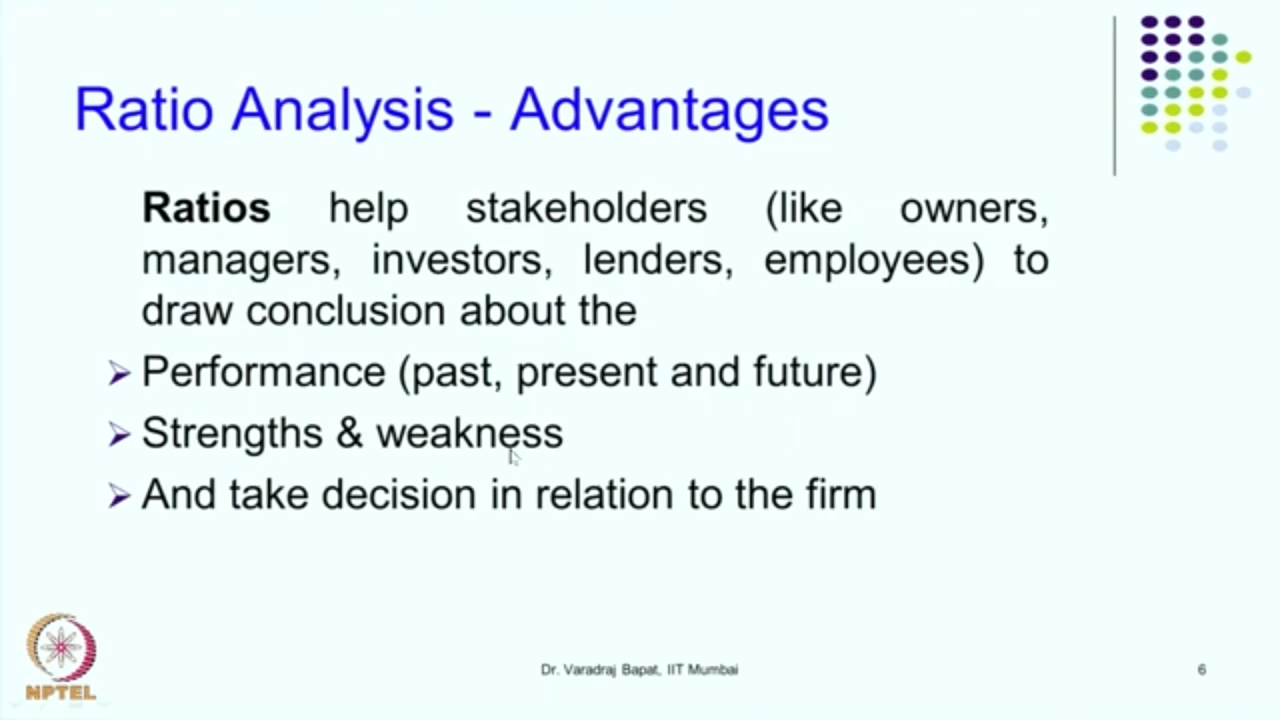 Ratio Analysis - Advantages
Ratios help stakeholders (like owners,
managers, investors, lenders, employees) to
draw conclusion about the
Performance (past, present and future)
Strengths & weakness
And take decision in relation to the firm
NPTEL
Dr. Varadraj Bapat, IIT Mumbai
6